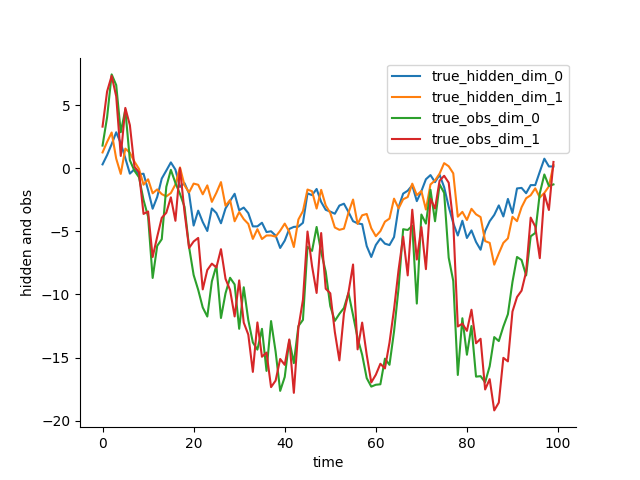 true_hidden_dim_0
true_hidden_dim_1
true_obs_dim_0
true_obs_dim_1
5
0
−5
−10
−15
−20
hidden and obs
0 20 40 60 80 100
time